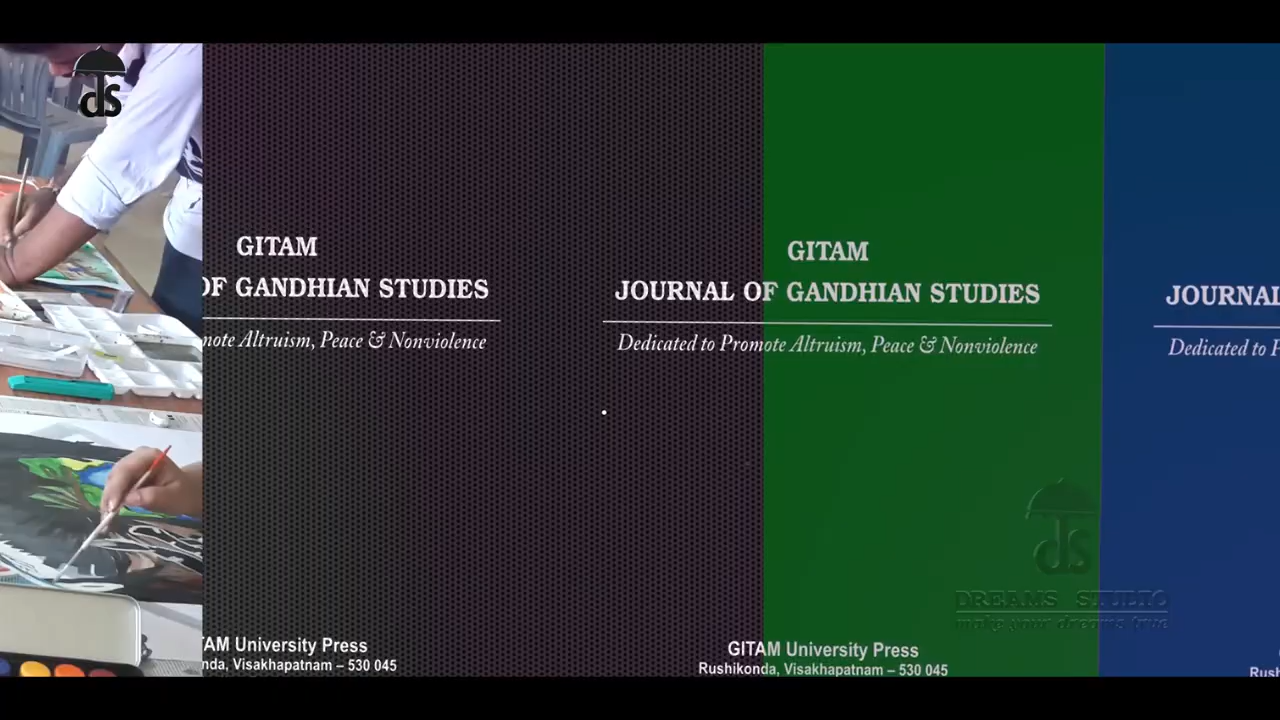 ds
GITAM
OF GANDHIAN STUDIES
mote Altruism, Peace & Nonviolence
TAM University Press
nda, Visakhapatnam – 530 045
GITAM
JOURNAL OF GANDHIAN STUDIES
Dedicated to Promote Altruism, Peace & Nonviolence
GITAM University Press
Rushikonda, Visakhapatnam – 530 045
JOURNAL
Dedicated to P
Rush
ds
DREAMS STUDIO
make your dreams true